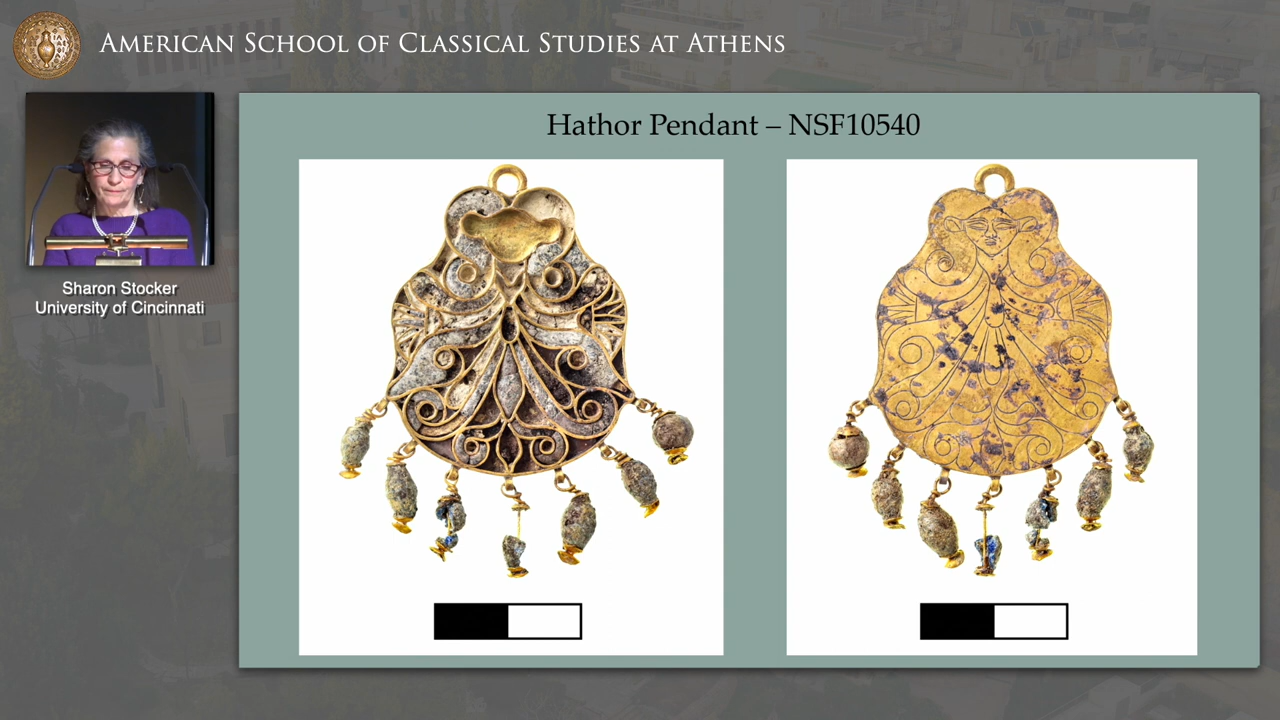 AMERICAN SCHOOL OF CLASSICAL STUDIES AT ATHENS
Hathor Pendant – NSF10540
Sharon Stocker
University of Cincinnati